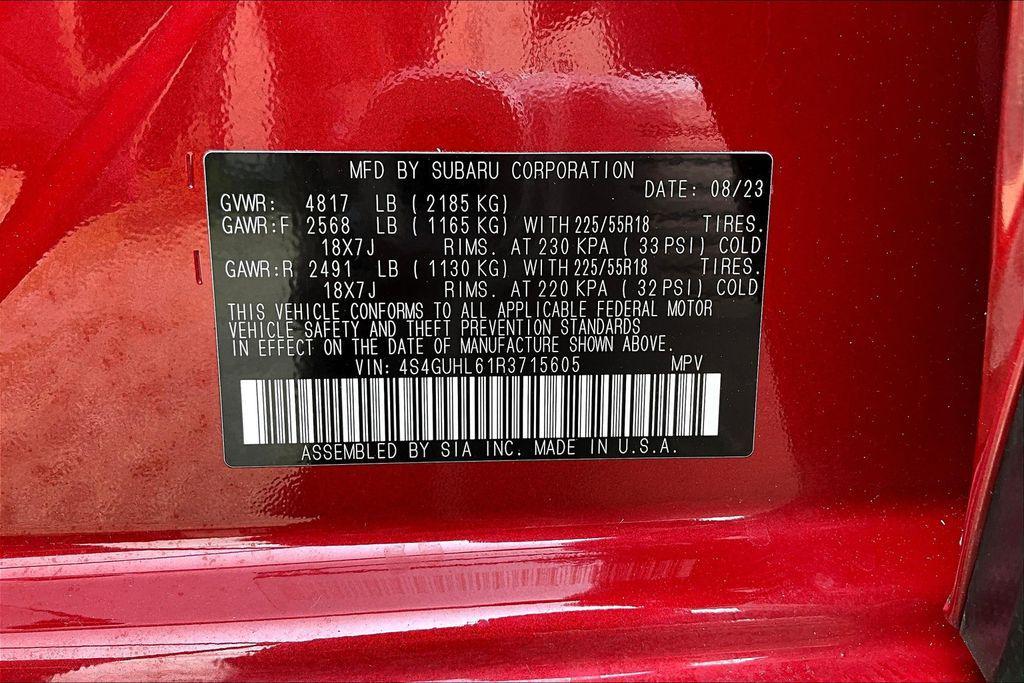 MFD BY SUBARU CORPORATION
DATE: 08/23
GVWR: 4817 LB (2185 KG)
GAWR:F 2568 LB (1165 KG) WITH 225/55R18 TIRES.
18X7J RIMS. AT 230 KPA (33 PSI) COLD
GAWR:R 2491 LB (1130 KG) WITH 225/55R18 TIRES.
18X7J RIMS. AT 220 KPA (32 PSI) COLD
THIS VEHICLE CONFORMS TO ALL APPLICABLE FEDERAL MOTOR
VEHICLE SAFETY AND THEFT PREVENTION STANDARDS
IN EFFECT ON THE DATE OF MANUFACTURE SHOWN ABOVE.
VIN: 4S4GUHL61R3715605 MPV
ASSEMBLED BY SIA INC. MADE IN U.S.A.